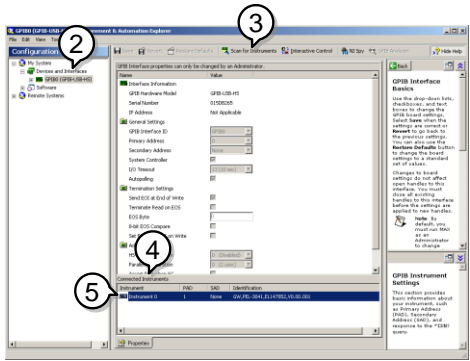 GPIB0 (GPIB-USB-
t & Automation Explorer
File Edit View
Configuration
My System
Devices and Interfaces
GPIB0 (GPIB-USB-HS)
Software
Remote Systems
2
3
4
5
Save
Revert
Restore Defaults
Scan for Instruments
Interactive Control
NI Spy
GPIB Analyzer
Hide Help
GPIB Interface properties can only be changed by an Administrator.
Name Value
Interface Information
GPIB Hardware Model GPIB-USB-HS
Serial Number 01508265
IP Address Not Applicable
General Settings
GPIB Interface ID GPIB0
Primary Address 0
Secondary Address None
System Controller
I/O Timeout
Autopolling
Termination Settings
Send EOI at End of Write
Terminate Read on EOS
EOS Byte
8-bit EOS Compare
Set
on Write
0 (Disabled)
Connected Instruments
Instrument PAD SAD Identification
Instrument 0 1 None
Properties
Back
GPIB Interface
Basics
Use the drop-down lists,
checkboxes, and text
boxes to change the
GPIB board settings.
Select Save when the
settings are correct or
Revert to go back to
the previous settings.
You can also use the
Restore Defaults button
to change the board
settings to a standard
set of values.
Changes to board
settings do not affect
open handles to this
interface. You must
close all existing
handles to this interface
before the settings are
applied to new handles.
Note By
default, you
must run MAX
as an
Administrator
to change
GPIB Instrument
Settings
This section provides
basic information about
your instrument, such
as Primary Address
(PAD), Secondary
Address (SAD), and
response to the *IDN?
query.